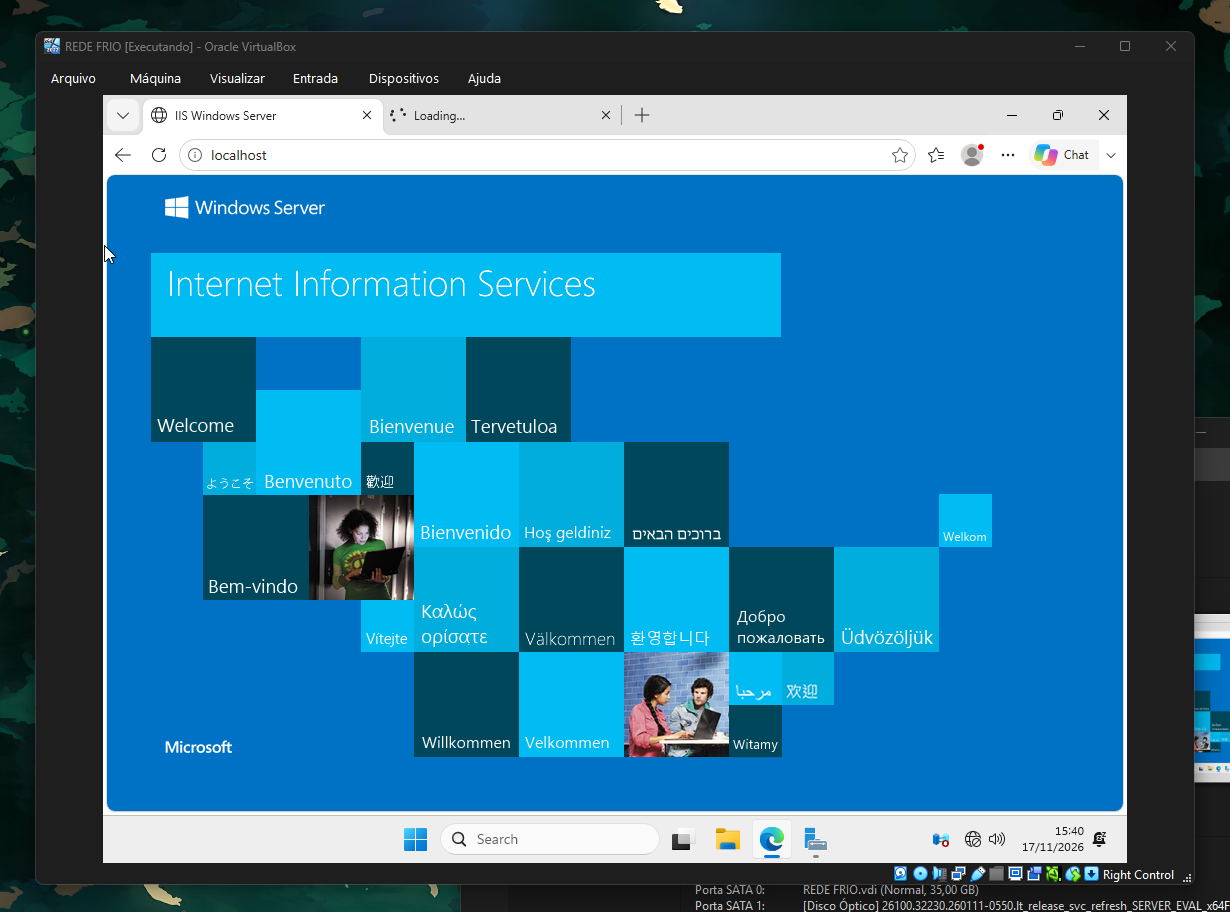 REDE FRIO [Executando] - Oracle VirtualBox
Arquivo Máquina Visualizar Entrada Dispositivos Ajuda
IIS Windows Server
Loading...
localhost
Chat
Windows Server
Internet Information Services
Welcome
Bienvenue
Tervetuloa
ようこそ
Benvenuto
歡迎
Bienvenido
Hoş geldiniz
ברוכים הבאים
Welkom
Bem-vindo
Vítejte
Καλώς
ορίσατε
Välkommen
환영합니다
Добро
пожаловать
Üdvözöljük
Willkommen
Velkommen
مرحبا
欢迎
Witamy
Microsoft
Search
15:40
17/11/2026
Right Control
Porta SATA 0: REDE FRIO.vdi (Normal, 35,00 GB)
Porta SATA 1: [Disco Óptico] 26100.32230.260111-0550.lt_release_svc_refresh_SERVER_EVAL_x64F